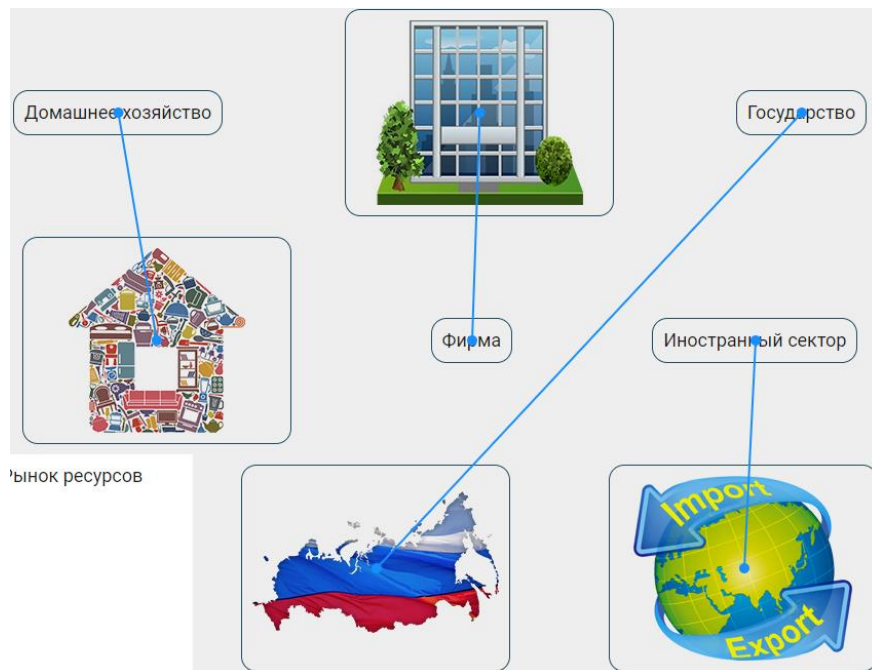 Домашнее хозяйство
Государство
Фирма
Иностранный сектор
Рынок ресурсов
Import
Export